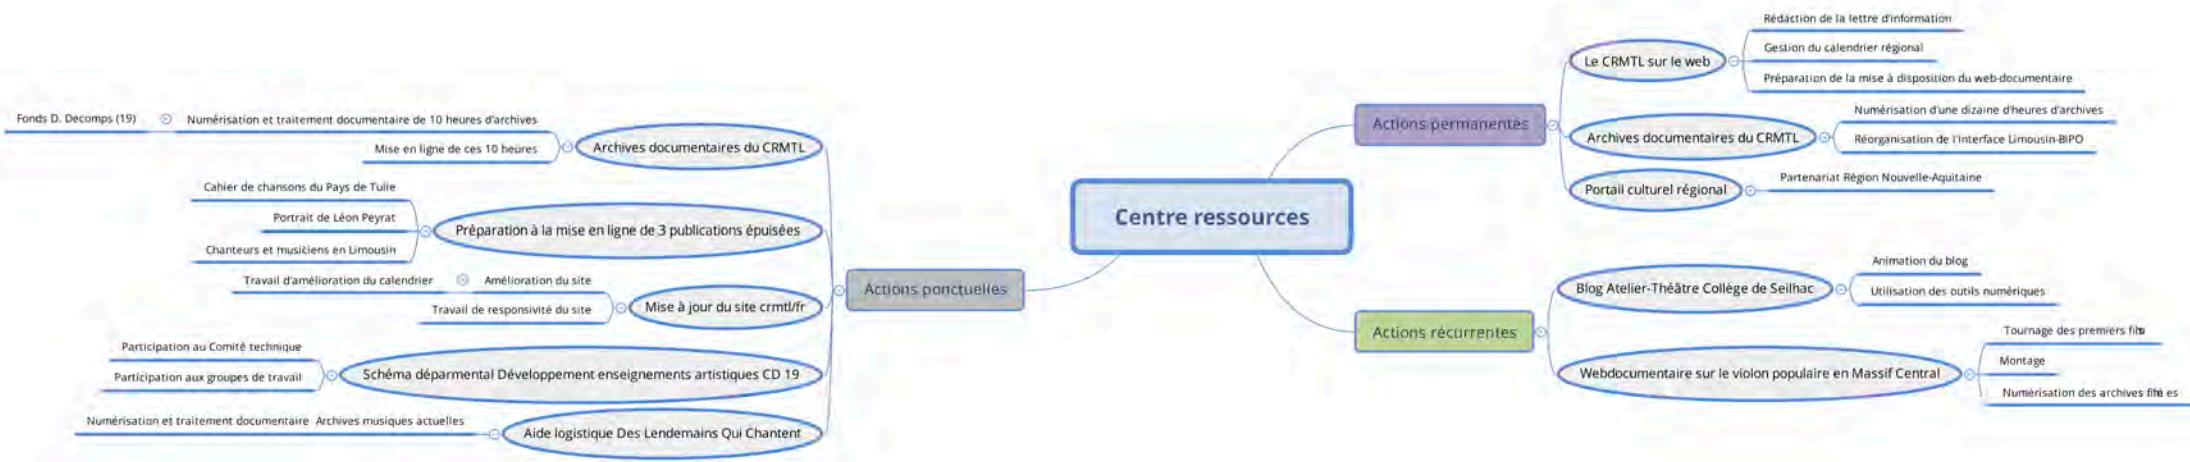 Centre ressources
Actions permanentes
Le CRMTL sur le web
Rédaction de la lettre d'information
Gestion du calendrier régional
Préparation de la mise à disposition du web-documentaire
Archives documentaires du CRMTL
Numérisation d'une dizaine d'heures d'archives
Réorganisation de l'interface Limousin-BIPO
Portail culturel régional
Partenariat Région Nouvelle-Aquitaine
Actions récurrentes
Blog Atelier-Théâtre Collège de Seilhac
Animation du blog
Utilisation des outils numériques
Webdocumentaire sur le violon populaire en Massif Central
Tournage des premiers
Montage
Numérisation des archives
Actions ponctuelles
Archives documentaires du CRMTL
Numérisation et traitement documentaire de 10 heures d'archives
Fonds D. Decomps (19)
Mise en ligne de ces 10 heures
Préparation à la mise en ligne de 3 publications épuisées
Cahier de chansons du Pays de Tulle
Portrait de Léon Peyrat
Chanteurs et musiciens en Limousin
Mise à jour du site crmtl/fr
Amélioration du site
Travail d'amélioration du calendrier
Travail de responsivité du site
Schéma déparmental Développement enseignements artistiques CD 19
Participation au Comité technique
Participation aux groupes de travail
Aide logistique Des Lendemains Qui Chantent
Numérisation et traitement documentaire Archives musiques actuelles